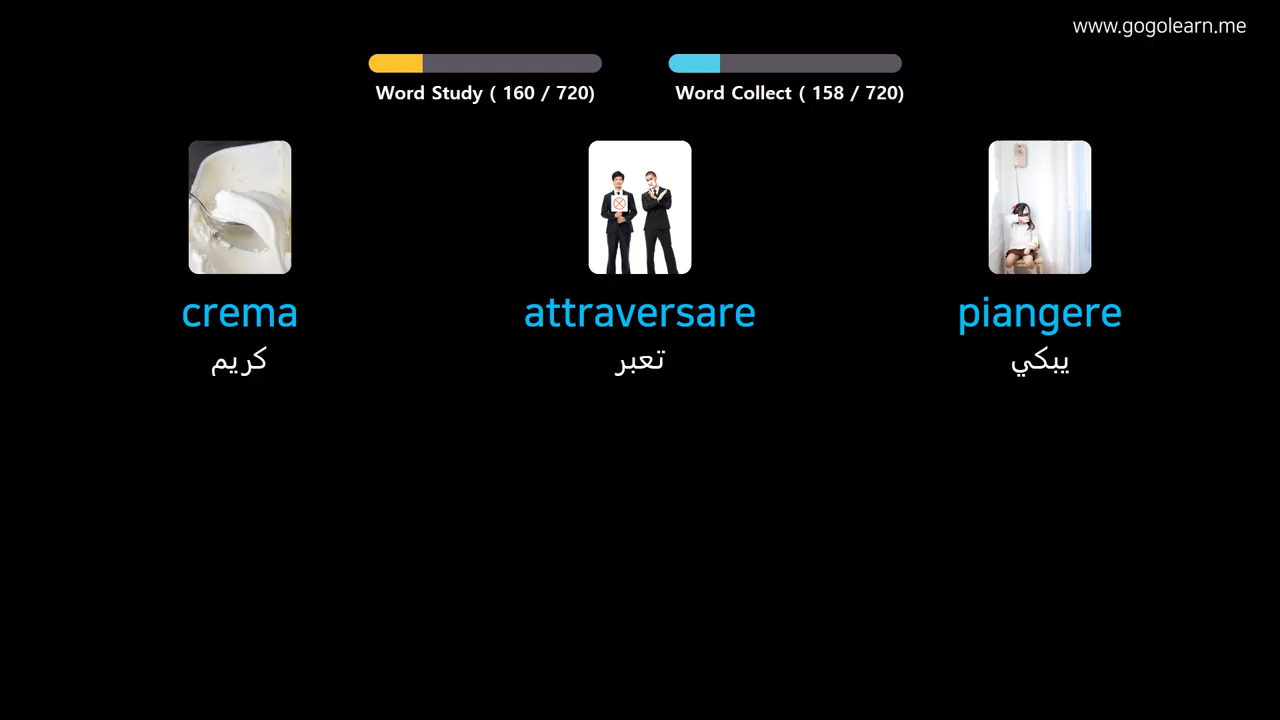 www.gogolearn.me
Word Study ( 160 / 720)
Word Collect ( 158 / 720)
crema
attraversare
piangere
كريم
تعبر
يبكي